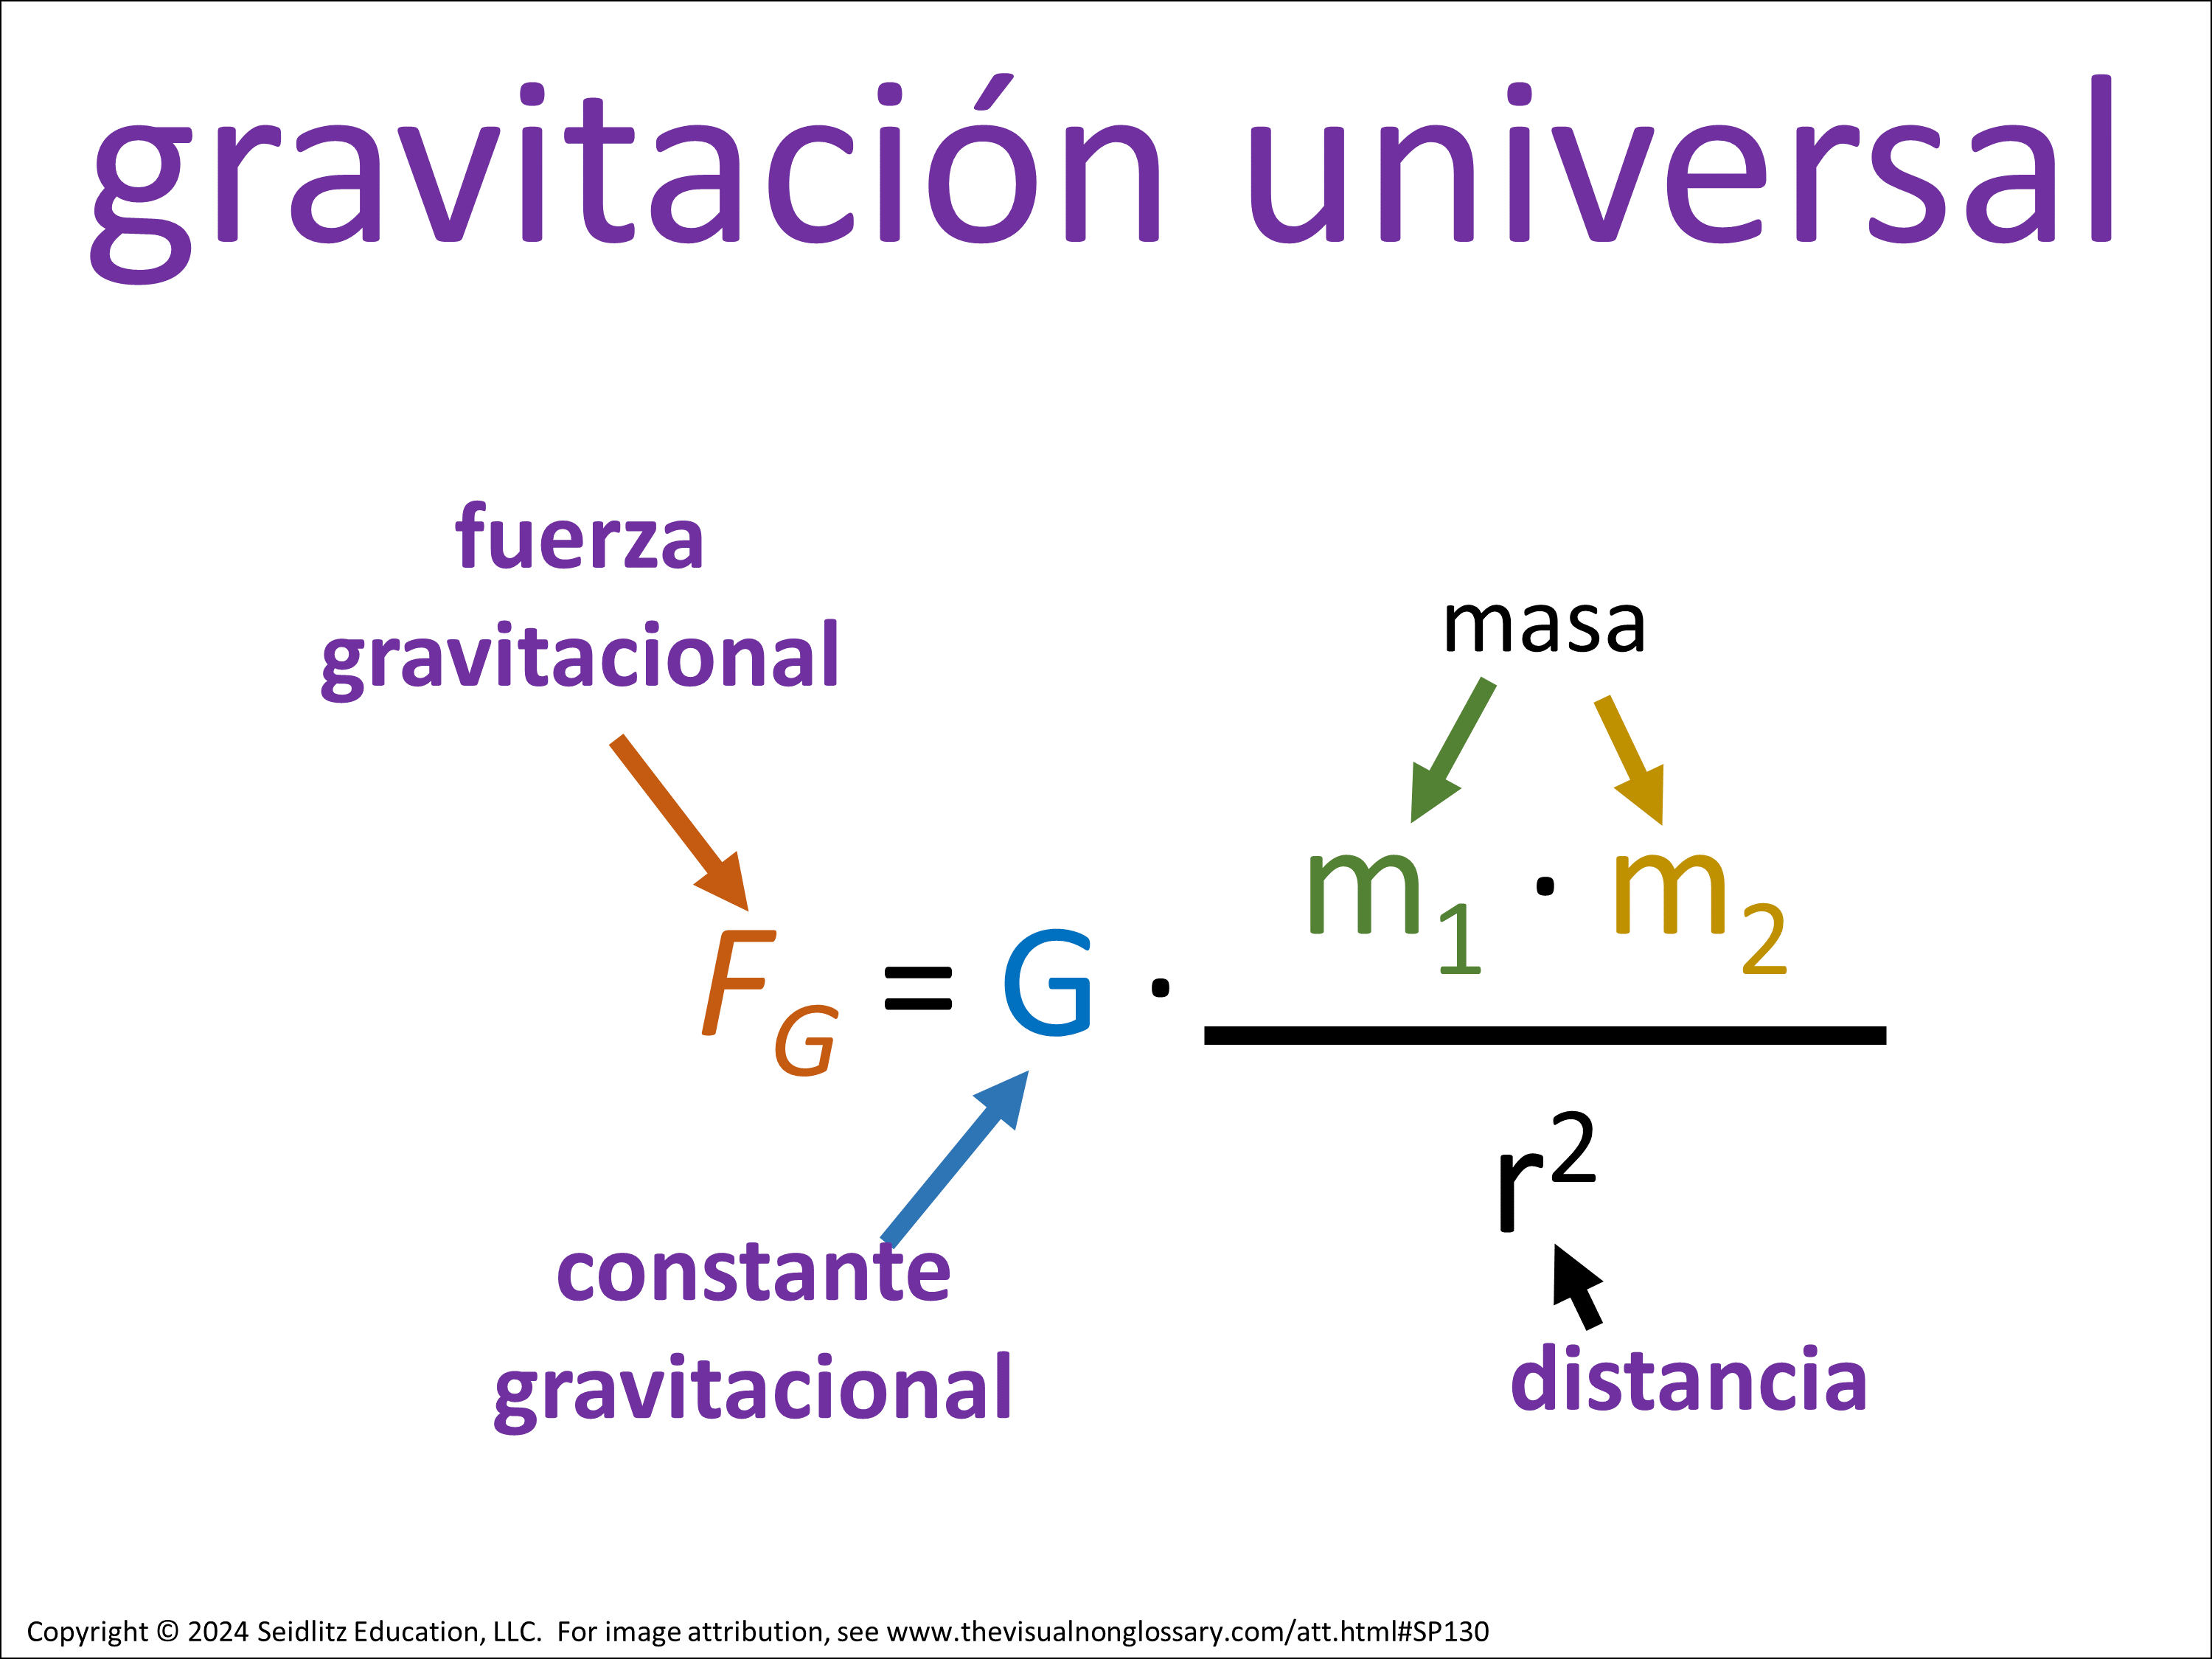 gravitación universal
fuerza
gravitacional
masa
m₁ · m₂
F_G = G ·
r²
constante
gravitacional
distancia
Copyright © 2024 Seidlitz Education, LLC.  For image attribution, see www.thevisualnonglossary.com/att.html#SP130